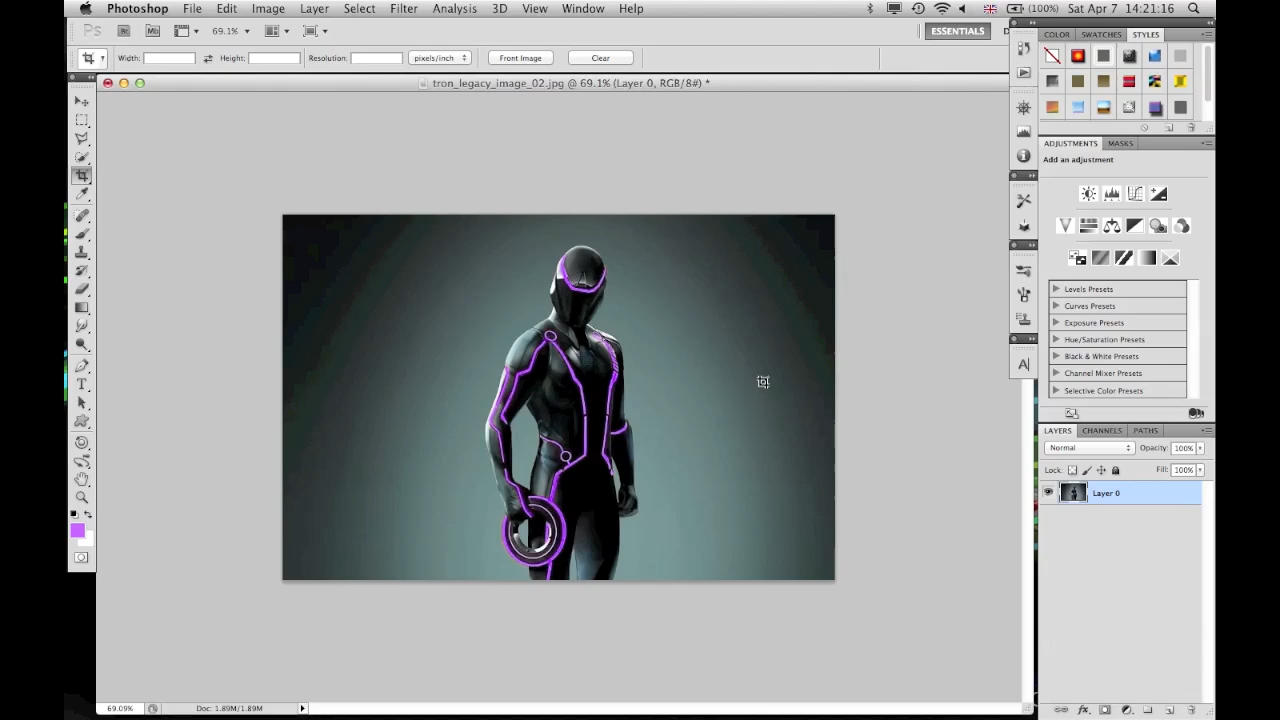 Photoshop File Edit Image Layer Select Filter Analysis 3D View Window Help (100%) Sat Apr 7 14:21:16
Ps Br Mb 69.1% ESSENTIALS D
Width: Height: Resolution: pixels/inch Front Image Clear
tron_legacy_image_02.jpg @ 69.1% (Layer 0, RGB/8#) *
COLOR SWATCHES STYLES
ADJUSTMENTS MASKS
Add an adjustment
Levels Presets
Curves Presets
Exposure Presets
Hue/Saturation Presets
Black & White Presets
Channel Mixer Presets
Selective Color Presets
LAYERS CHANNELS PATHS
Normal Opacity: 100%
Lock: Fill: 100%
Layer 0
69.09% Doc: 1.89M/1.89M